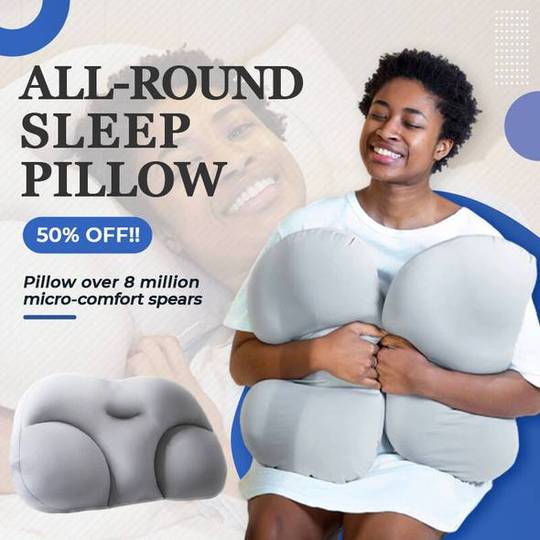 ALL-ROUND
SLEEP
PILLOW
50% OFF!!
Pillow over 8 million
micro-comfort spears